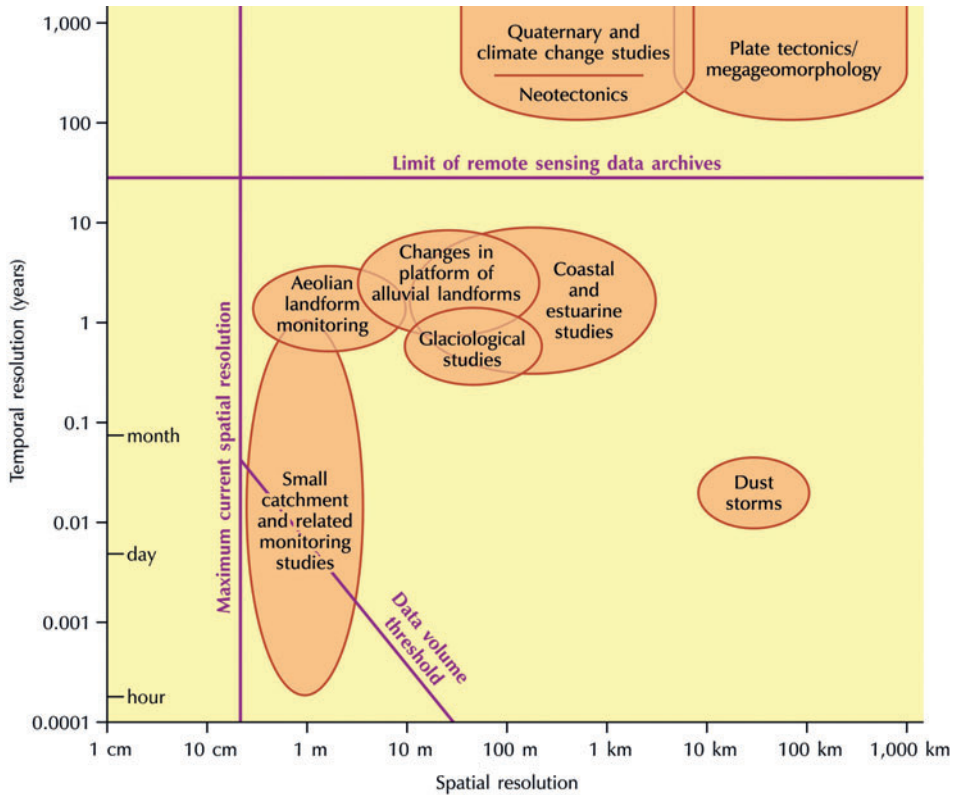 1,000
100
10
1
0.1
0.01
0.001
0.0001
month
day
hour
Temporal resolution (years)
1 cm
10 cm
1 m
10 m
100 m
1 km
10 km
100 km
1,000 km
Spatial resolution
Quaternary and
climate change studies
Neotectonics
Plate tectonics/
megageomorphology
Limit of remote sensing data archives
Maximum current spatial resolution
Aeolian
landform
monitoring
Changes in
platform of
alluvial landforms
Coastal
and
estuarine
studies
Glaciological
studies
Small
catchment
and related
monitoring
studies
Dust
storms
Data volume
threshold